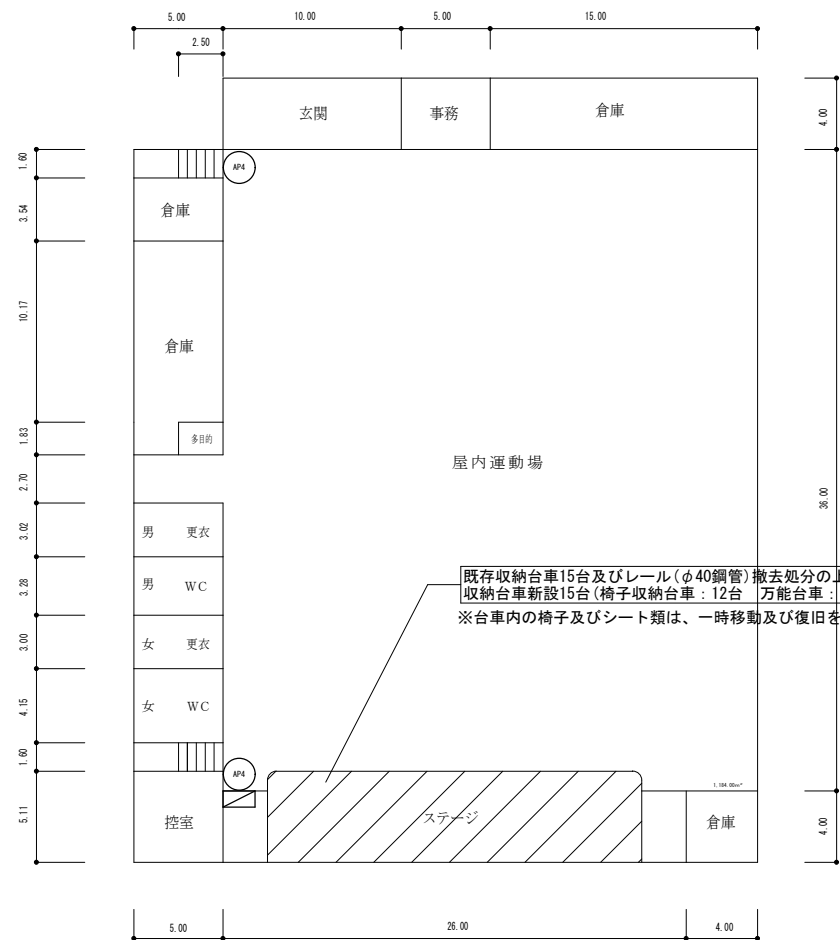 5.00
10.00
5.00
15.00
2.50
玄関
事務
倉庫
4.00
1.60
AP4
3.54
倉庫
10.17
倉庫
1.83
多目的
2.70
屋内運動場
36.00
3.02
男 更衣
既存収納台車15台及びレール(φ40鋼管)撤去処分の
収納台車新設15台(椅子収納台車：12台 万能台車：
※台車内の椅子及びシート類は、一時移動及び復旧を
3.28
男 WC
3.00
女 更衣
4.15
女 WC
1.60
AP4
1,184.00m²
5.11
控室
ステージ
倉庫
4.00
5.00
26.00
4.00